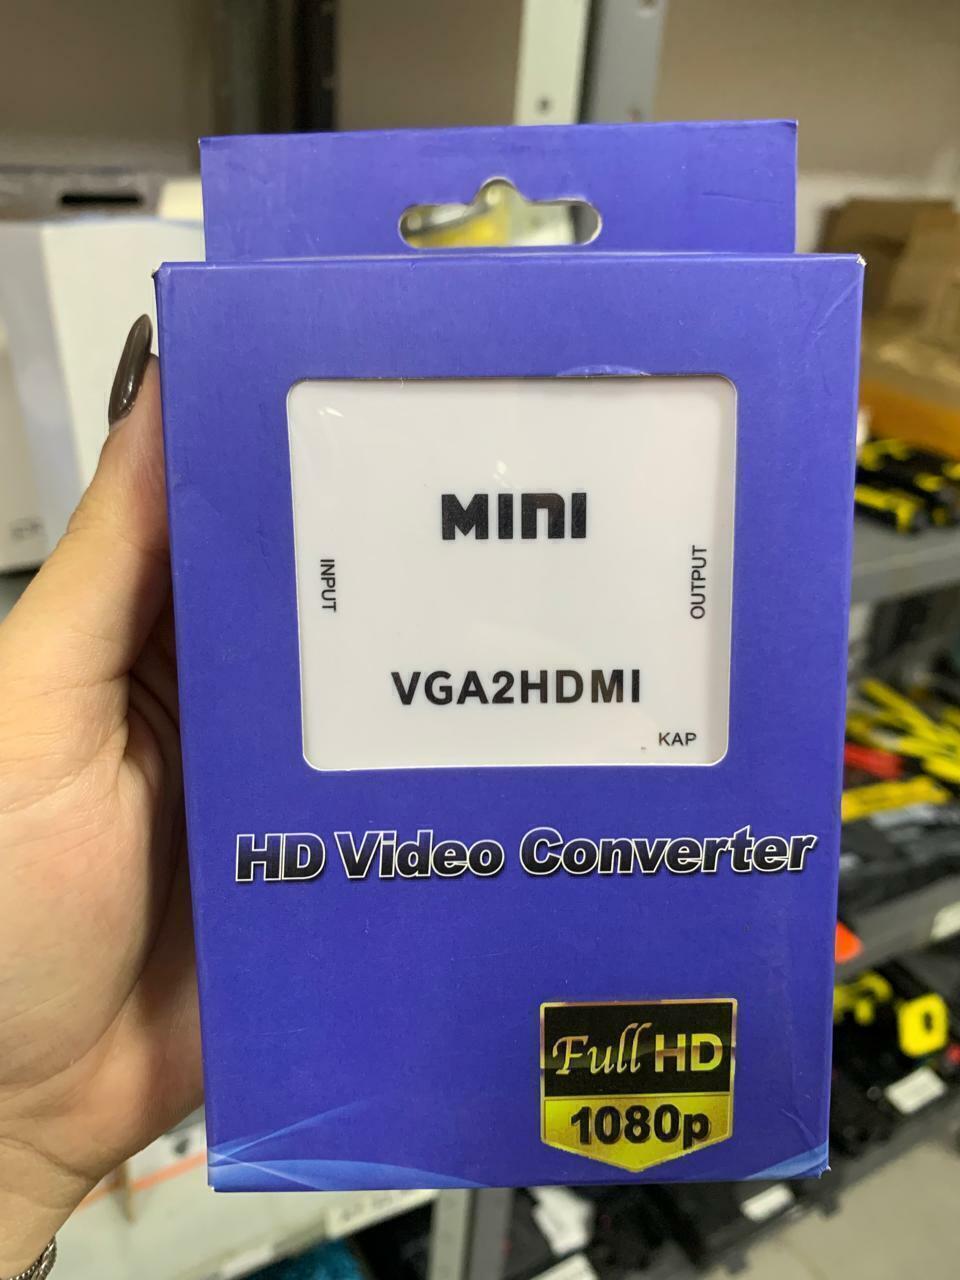 MINI
INPUT
OUTPUT
VGA2HDMI
KAP
HD Video Converter
Full HD
1080p